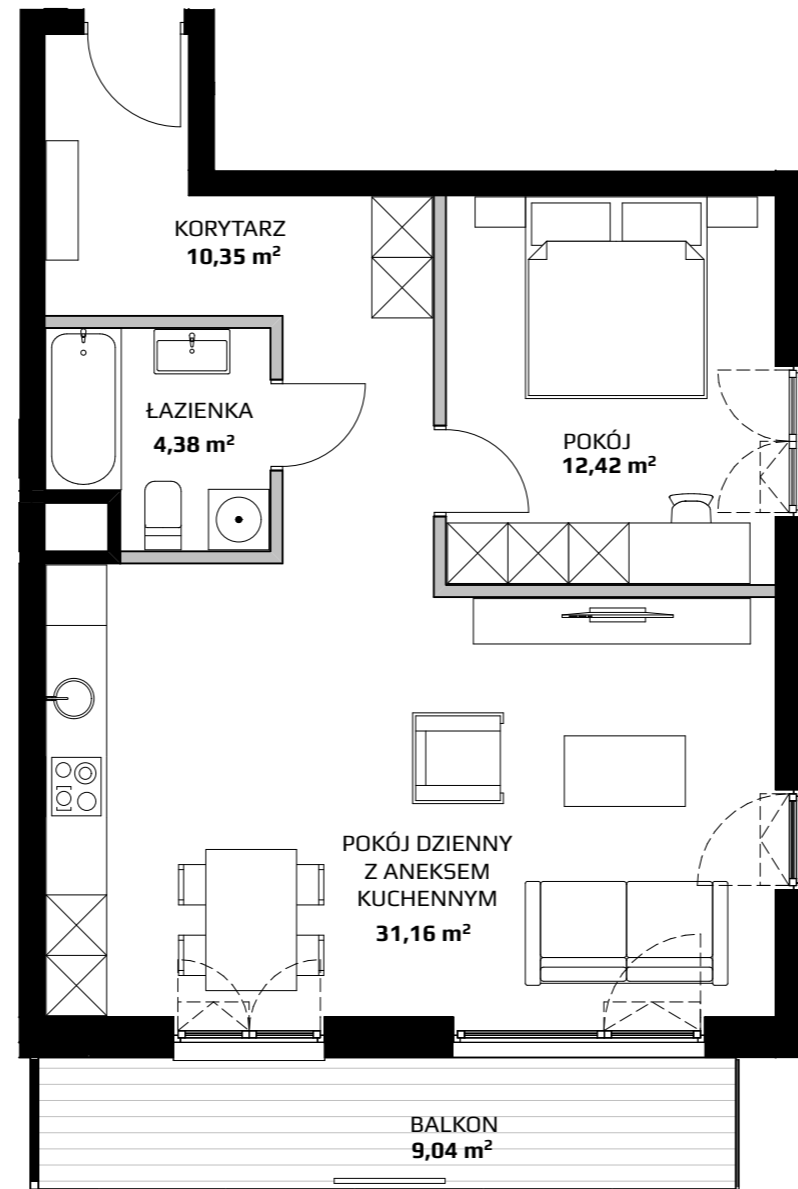 KORYTARZ
10,35 m²
ŁAZIENKA
4,38 m²
POKÓJ
12,42 m²
POKÓJ DZIENNY
Z ANEKSEM
KUCHENNYM
31,16 m²
BALKON
9,04 m²